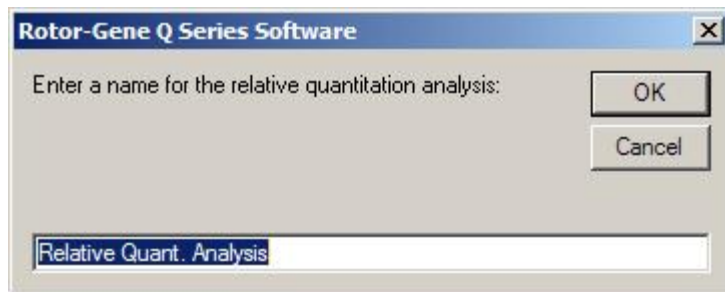 Rotor-Gene Q Series Software
Enter a name for the relative quantitation analysis:
OK
Cancel
Relative Quant. Analysis